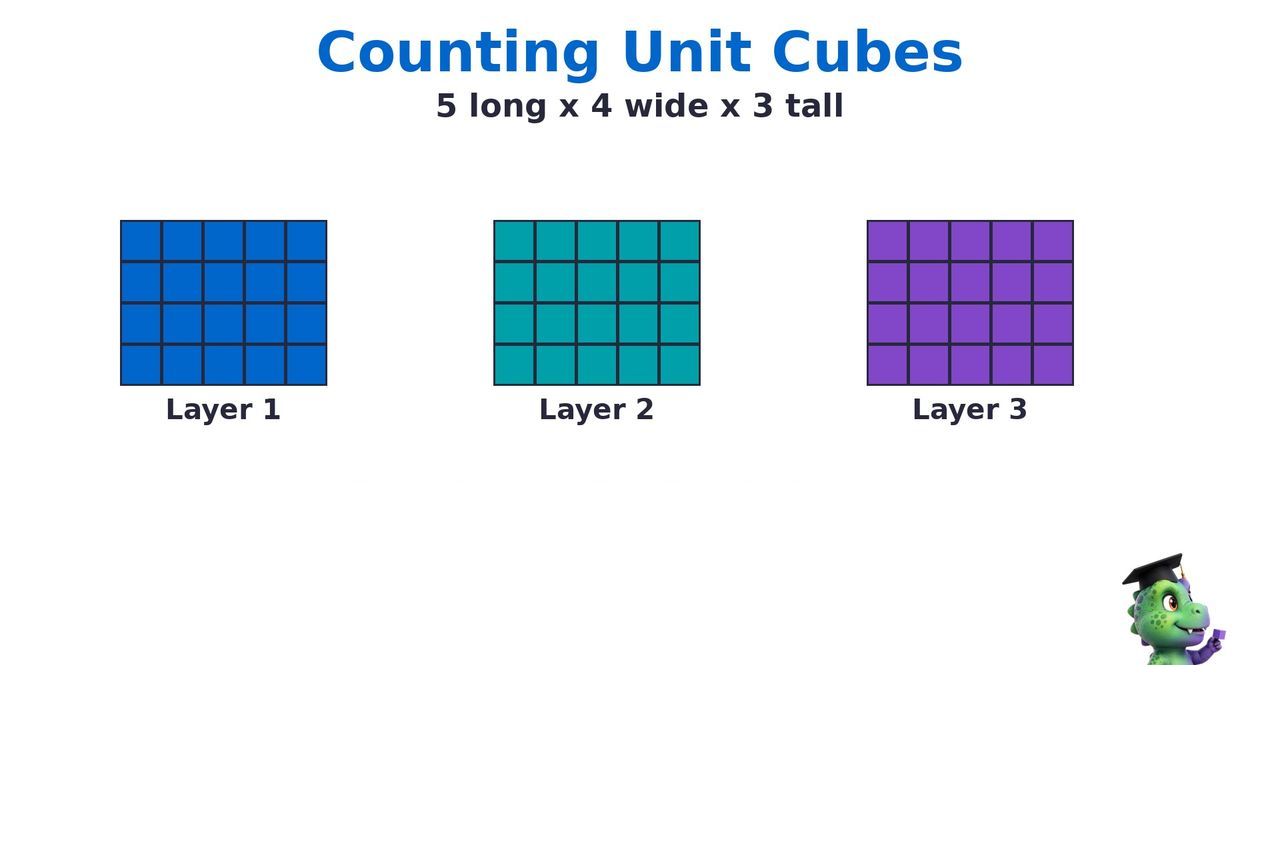 Counting Unit Cubes
5 long x 4 wide x 3 tall
Layer 1
Layer 2
Layer 3